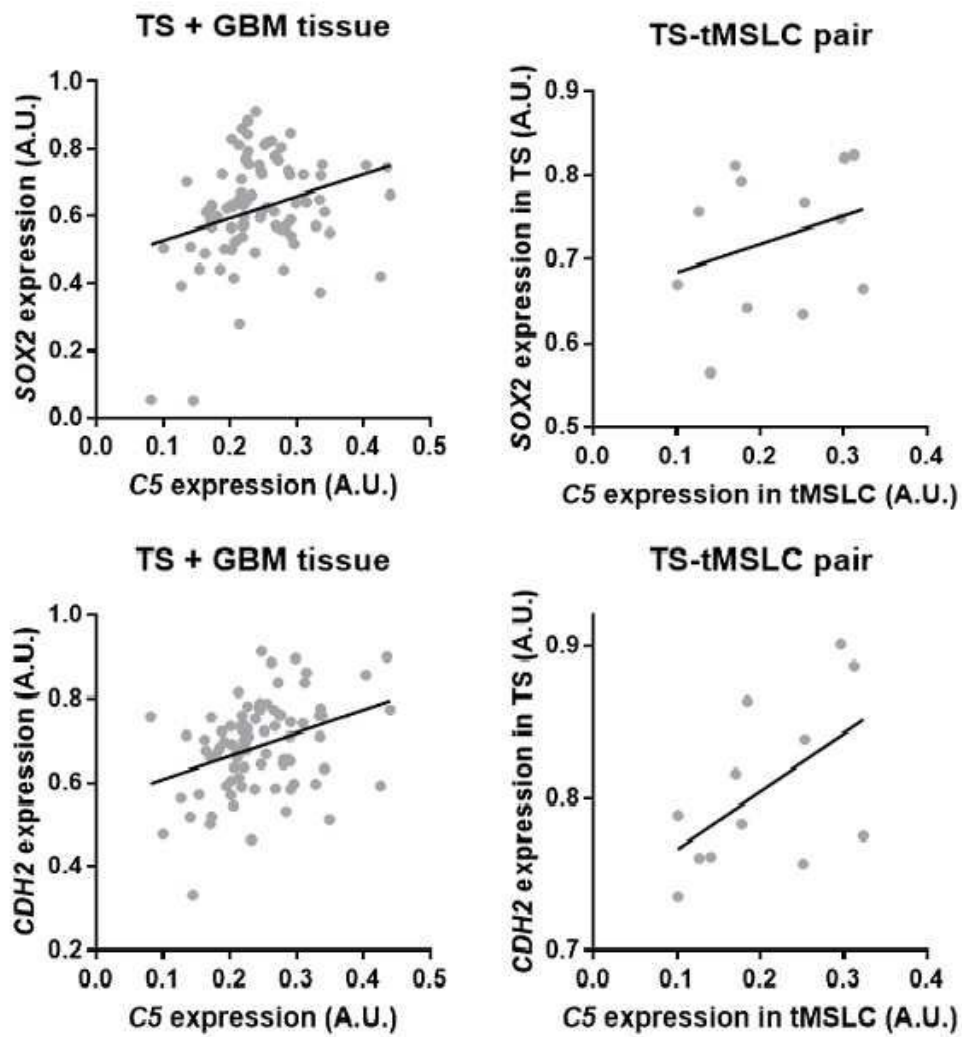 TS + GBM tissue
SOX2 expression (A.U.)
1.0
0.8
0.6
0.4
0.2
0.0
0.0 0.1 0.2 0.3 0.4 0.5
C5 expression (A.U.)
TS-tMSLC pair
SOX2 expression in TS (A.U.)
0.9
0.8
0.7
0.6
0.5
0.0 0.1 0.2 0.3 0.4
C5 expression in tMSLC (A.U.)
TS + GBM tissue
CDH2 expression (A.U.)
1.0
0.8
0.6
0.4
0.2
0.0 0.1 0.2 0.3 0.4 0.5
C5 expression (A.U.)
TS-tMSLC pair
CDH2 expression in TS (A.U.)
0.9
0.8
0.7
0.0 0.1 0.2 0.3 0.4
C5 expression in tMSLC (A.U.)